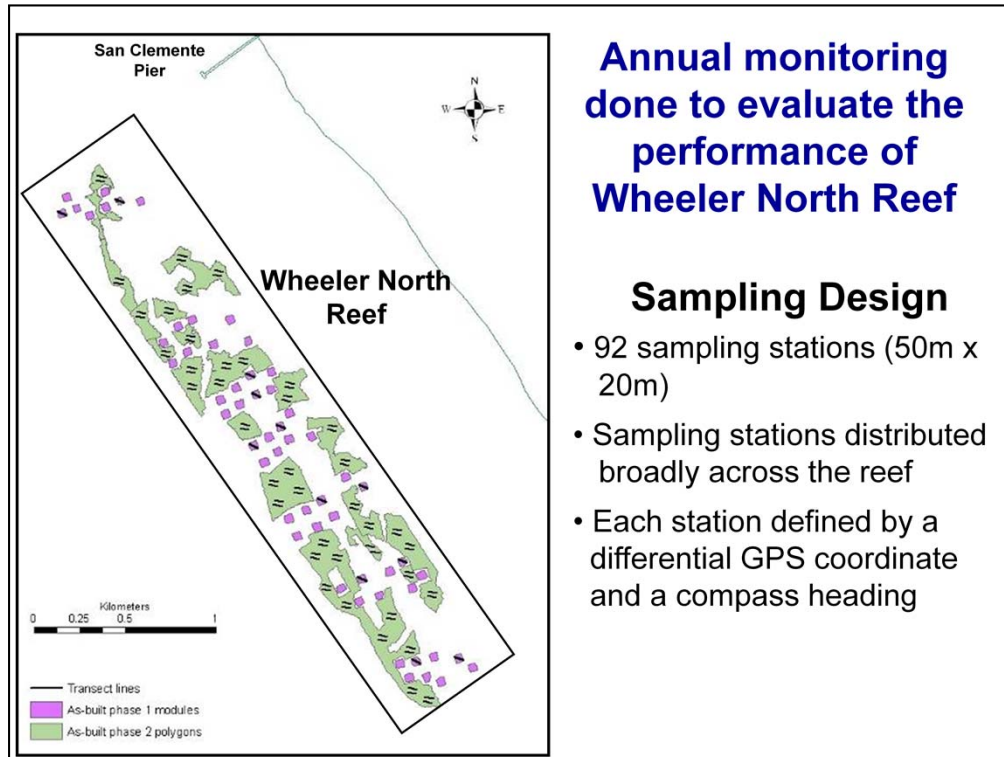 San Clemente
Pier
N
W E
S
Wheeler North
Reef
Kilometers
0 0.25 0.5 1
Transect lines
As-built phase 1 modules
As-built phase 2 polygons
Annual monitoring
done to evaluate the
performance of
Wheeler North Reef
Sampling Design
• 92 sampling stations (50m x
20m)
• Sampling stations distributed
broadly across the reef
• Each station defined by a
differential GPS coordinate
and a compass heading